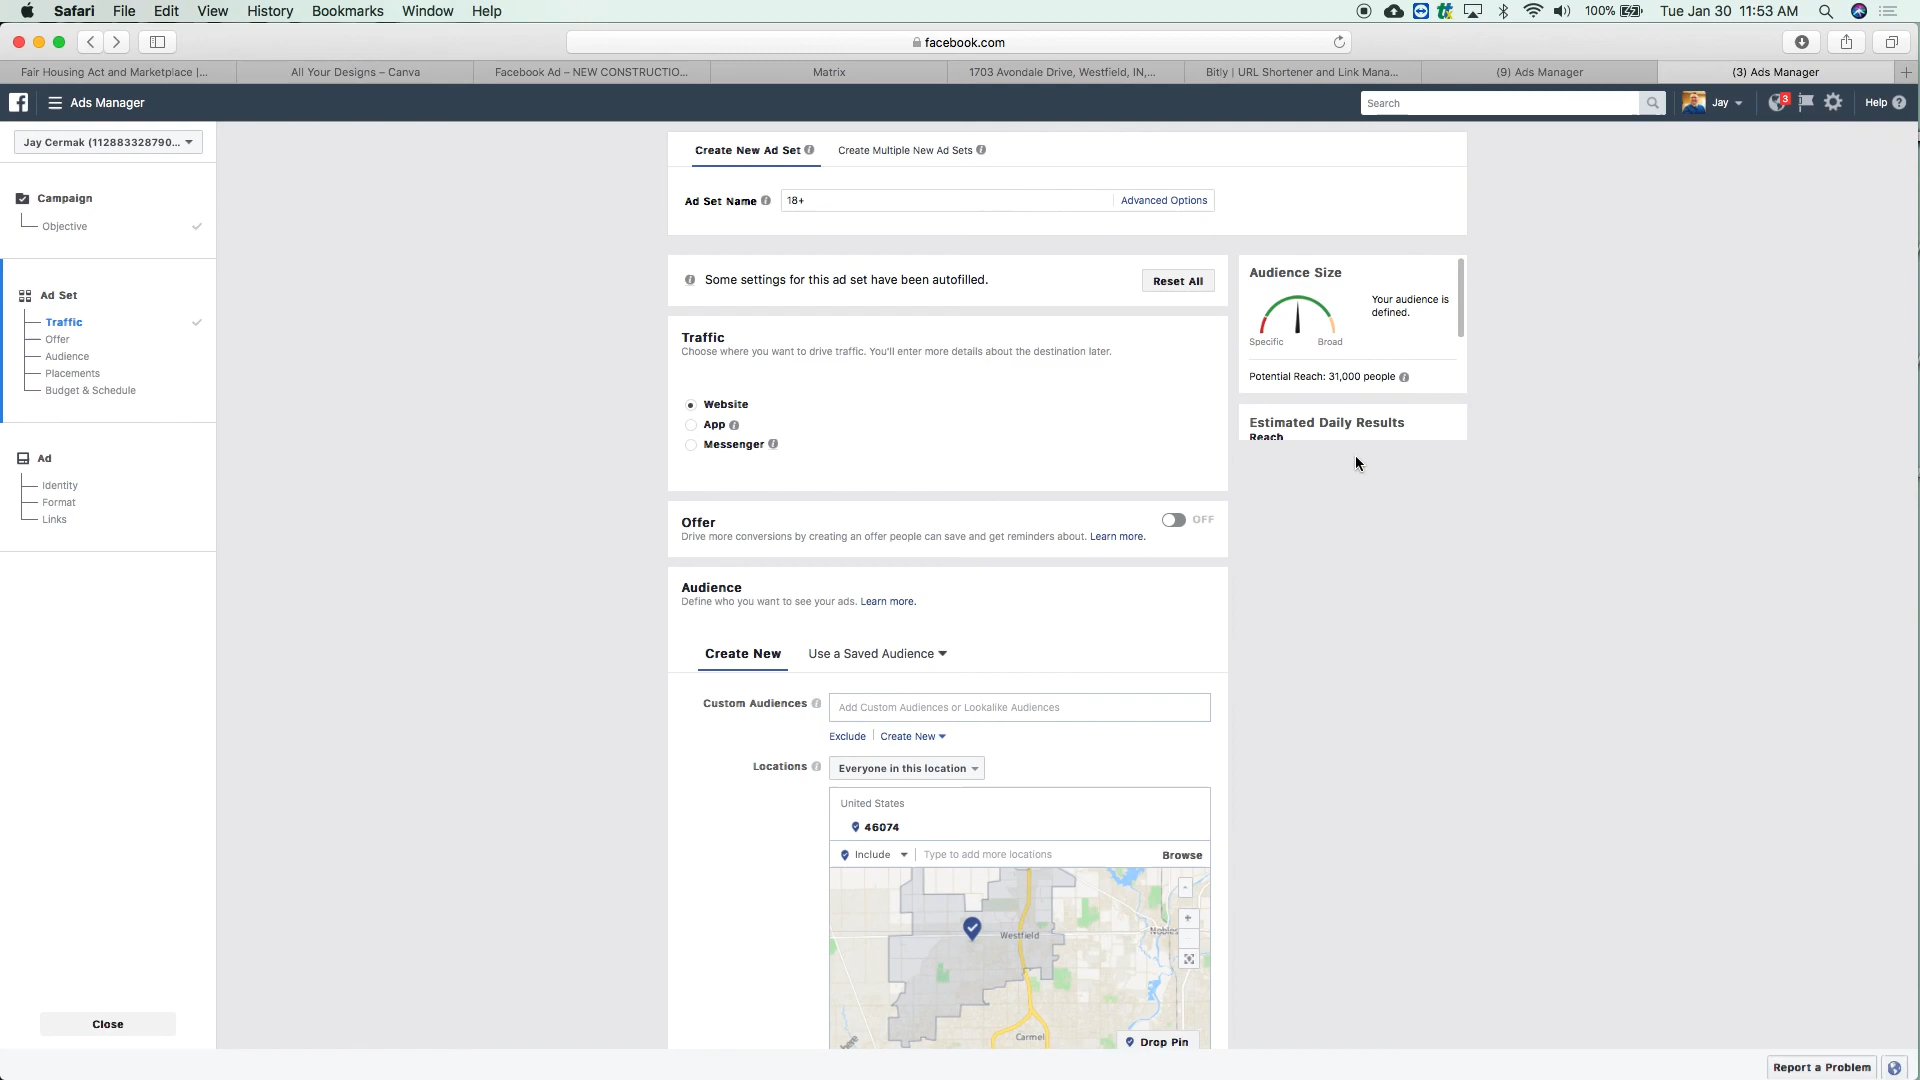 Safari File Edit View History Bookmarks Window Help 100% Tue Jan 30 11:53 AM
facebook.com
Fair Housing Act and Marketplace |... All Your Designs – Canva Facebook Ad – NEW CONSTRUCTIO... Matrix 1703 Avondale Drive, Westfield, IN,... Bitly | URL Shortener and Link Mana... (9) Ads Manager (3) Ads Manager
Ads Manager Search Jay 3 Help
Jay Cermak (112883328790...
Campaign
Objective
Ad Set
Traffic
Offer
Audience
Placements
Budget & Schedule
Ad
Identity
Format
Links
Close
Create New Ad Set Create Multiple New Ad Sets
Ad Set Name 18+ Advanced Options
Some settings for this ad set have been autofilled. Reset All
Traffic
Choose where you want to drive traffic. You'll enter more details about the destination later.
Website
App
Messenger
Offer OFF
Drive more conversions by creating an offer people can save and get reminders about. Learn more.
Audience
Define who you want to see your ads. Learn more.
Create New Use a Saved Audience
Custom Audiences Add Custom Audiences or Lookalike Audiences
Exclude Create New
Locations Everyone in this location
United States
46074
Include Type to add more locations Browse
Westfield
Carmel
Drop Pin
Audience Size
Your audience is
defined.
Specific Broad
Potential Reach: 31,000 people
Estimated Daily Results
Reach
Report a Problem